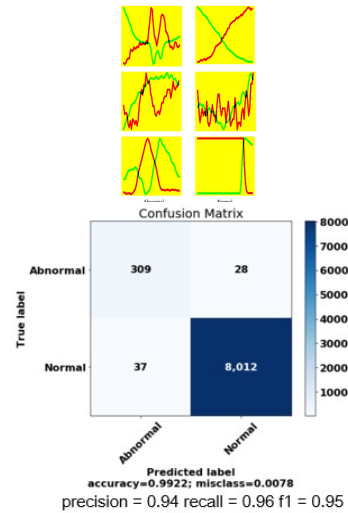 Abnormal Normal
Confusion Matrix
True label
Abnormal 309 28
Normal 37 8,012
8000
7000
6000
5000
4000
3000
2000
1000
Abnormal Normal
Predicted label
accuracy=0.9922; misclass=0.0078
precision = 0.94 recall = 0.96 f1 = 0.95